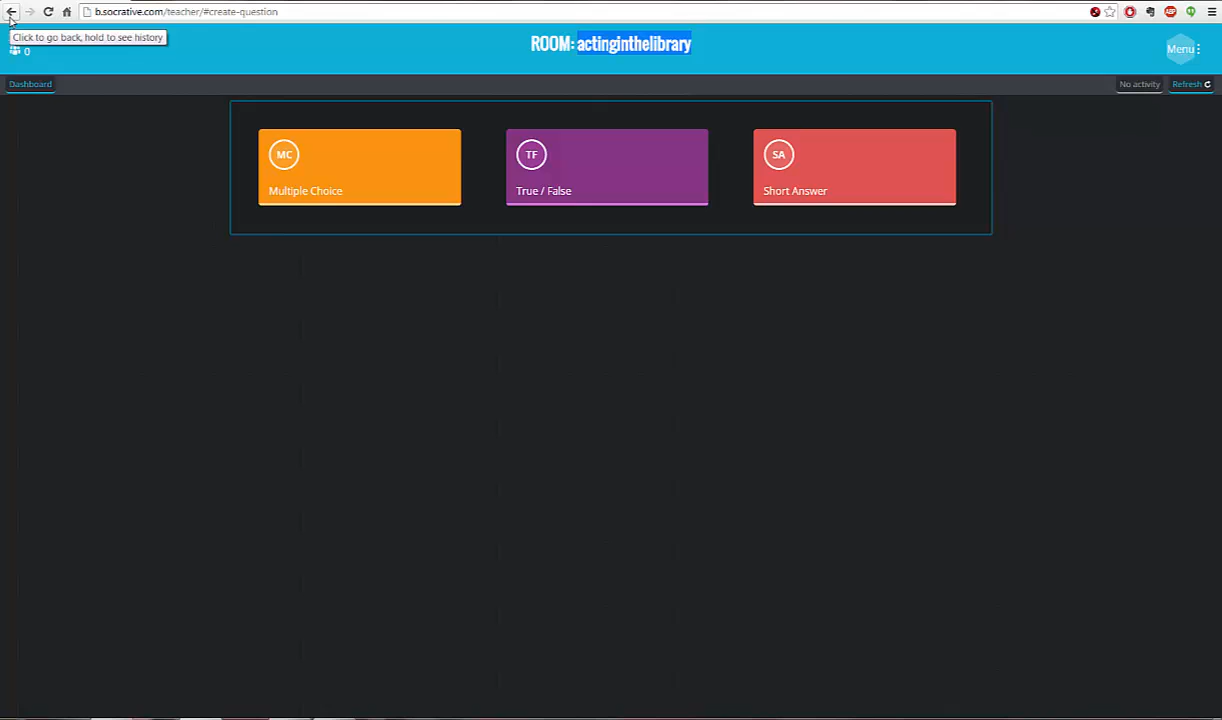 b.socrative.com/teacher/#create-question
Click to go back, hold to see history
0
ROOM: actinginthelibrary
Menu
Dashboard
No activity
Refresh
MC
Multiple Choice
TF
True / False
SA
Short Answer
ABP